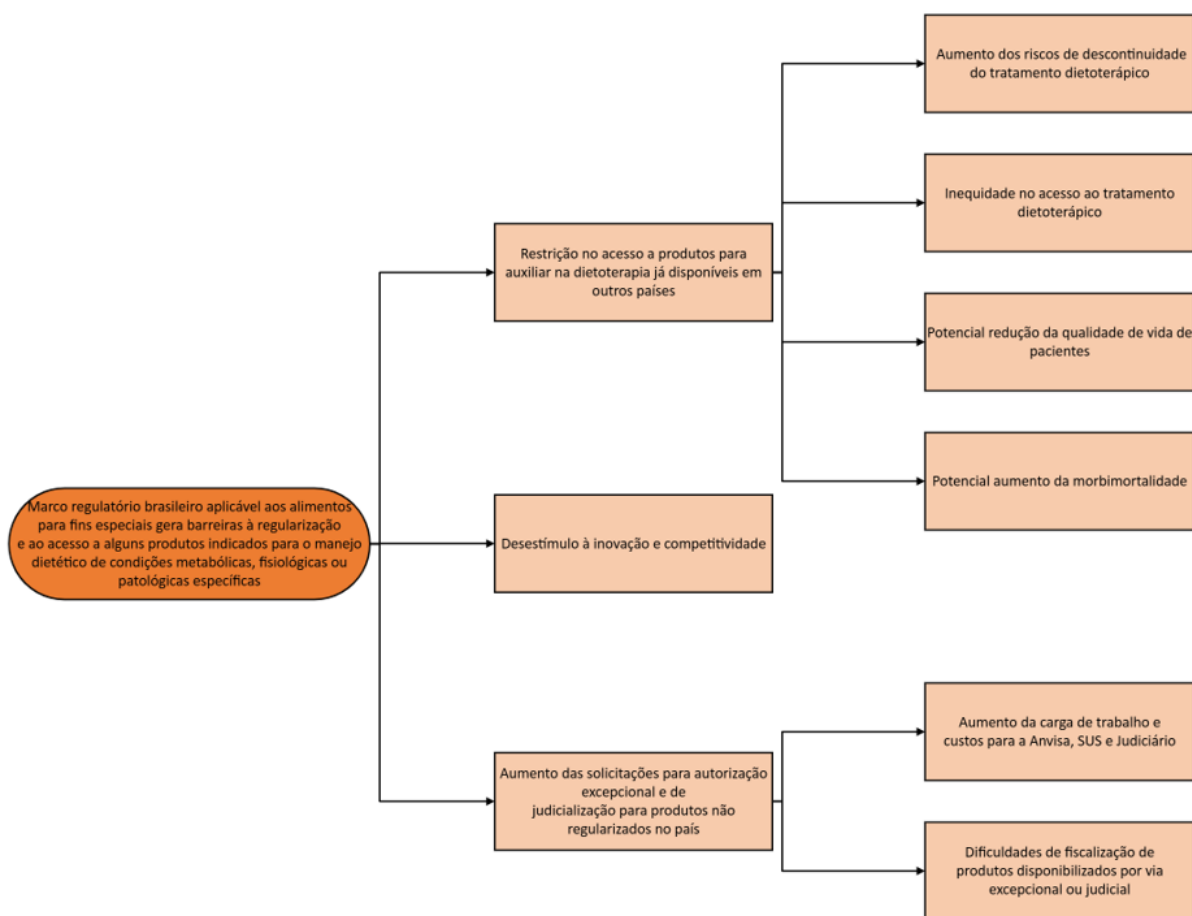 Aumento dos riscos de descontinuidade
do tratamento dietoterápico
Inequidade no acesso ao tratamento
dietoterápico
Restrição no acesso a produtos para
auxiliar na dietoterapia já disponíveis em
outros países
Potencial redução da qualidade de vida de
pacientes
Potencial aumento da morbimortalidade
Marco regulatório brasileiro aplicável aos alimentos
para fins especiais gera barreiras à regularização
e ao acesso a alguns produtos indicados para o manejo
dietético de condições metabólicas, fisiológicas ou
patológicas específicas
Desestímulo à inovação e competitividade
Aumento da carga de trabalho e
custos para a Anvisa, SUS e Judiciário
Aumento das solicitações para autorização
excepcional e de
judicialização para produtos não
regularizados no país
Dificuldades de fiscalização de
produtos disponibilizados por via
excepcional ou judicial